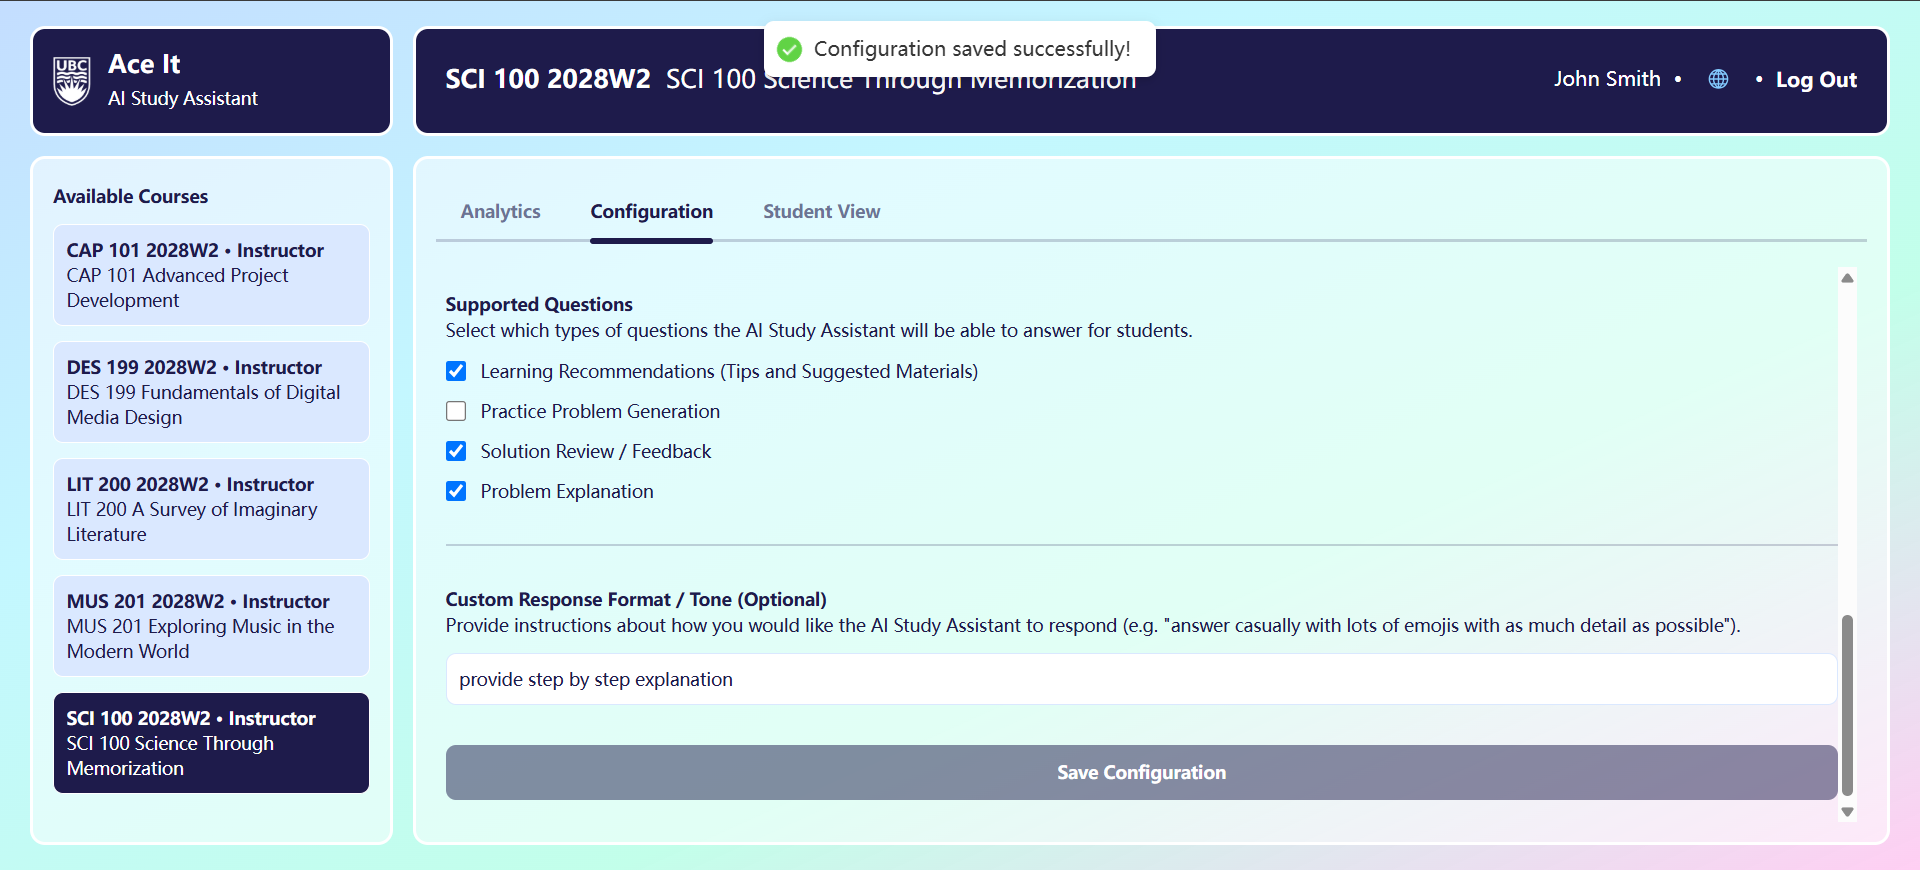 UBC
Ace It
AI Study Assistant
Configuration saved successfully!
SCI 100 2028W2 SCI 100 Science Through Memorization
John Smith •
• Log Out
Available Courses
CAP 101 2028W2 • Instructor
CAP 101 Advanced Project
Development
DES 199 2028W2 • Instructor
DES 199 Fundamentals of Digital
Media Design
LIT 200 2028W2 • Instructor
LIT 200 A Survey of Imaginary
Literature
MUS 201 2028W2 • Instructor
MUS 201 Exploring Music in the
Modern World
SCI 100 2028W2 • Instructor
SCI 100 Science Through
Memorization
Analytics
Configuration
Student View
Supported Questions
Select which types of questions the AI Study Assistant will be able to answer for students.
Learning Recommendations (Tips and Suggested Materials)
Practice Problem Generation
Solution Review / Feedback
Problem Explanation
Custom Response Format / Tone (Optional)
Provide instructions about how you would like the AI Study Assistant to respond (e.g. "answer casually with lots of emojis with as much detail as possible").
provide step by step explanation
Save Configuration